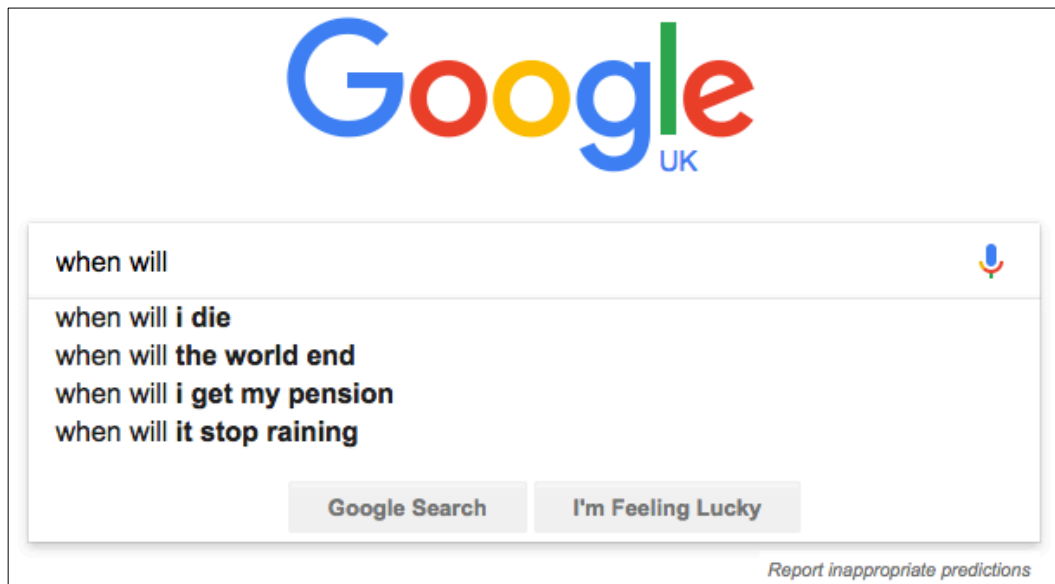 Google
UK
when will
when will i die
when will the world end
when will i get my pension
when will it stop raining
Google Search I'm Feeling Lucky
Report inappropriate predictions